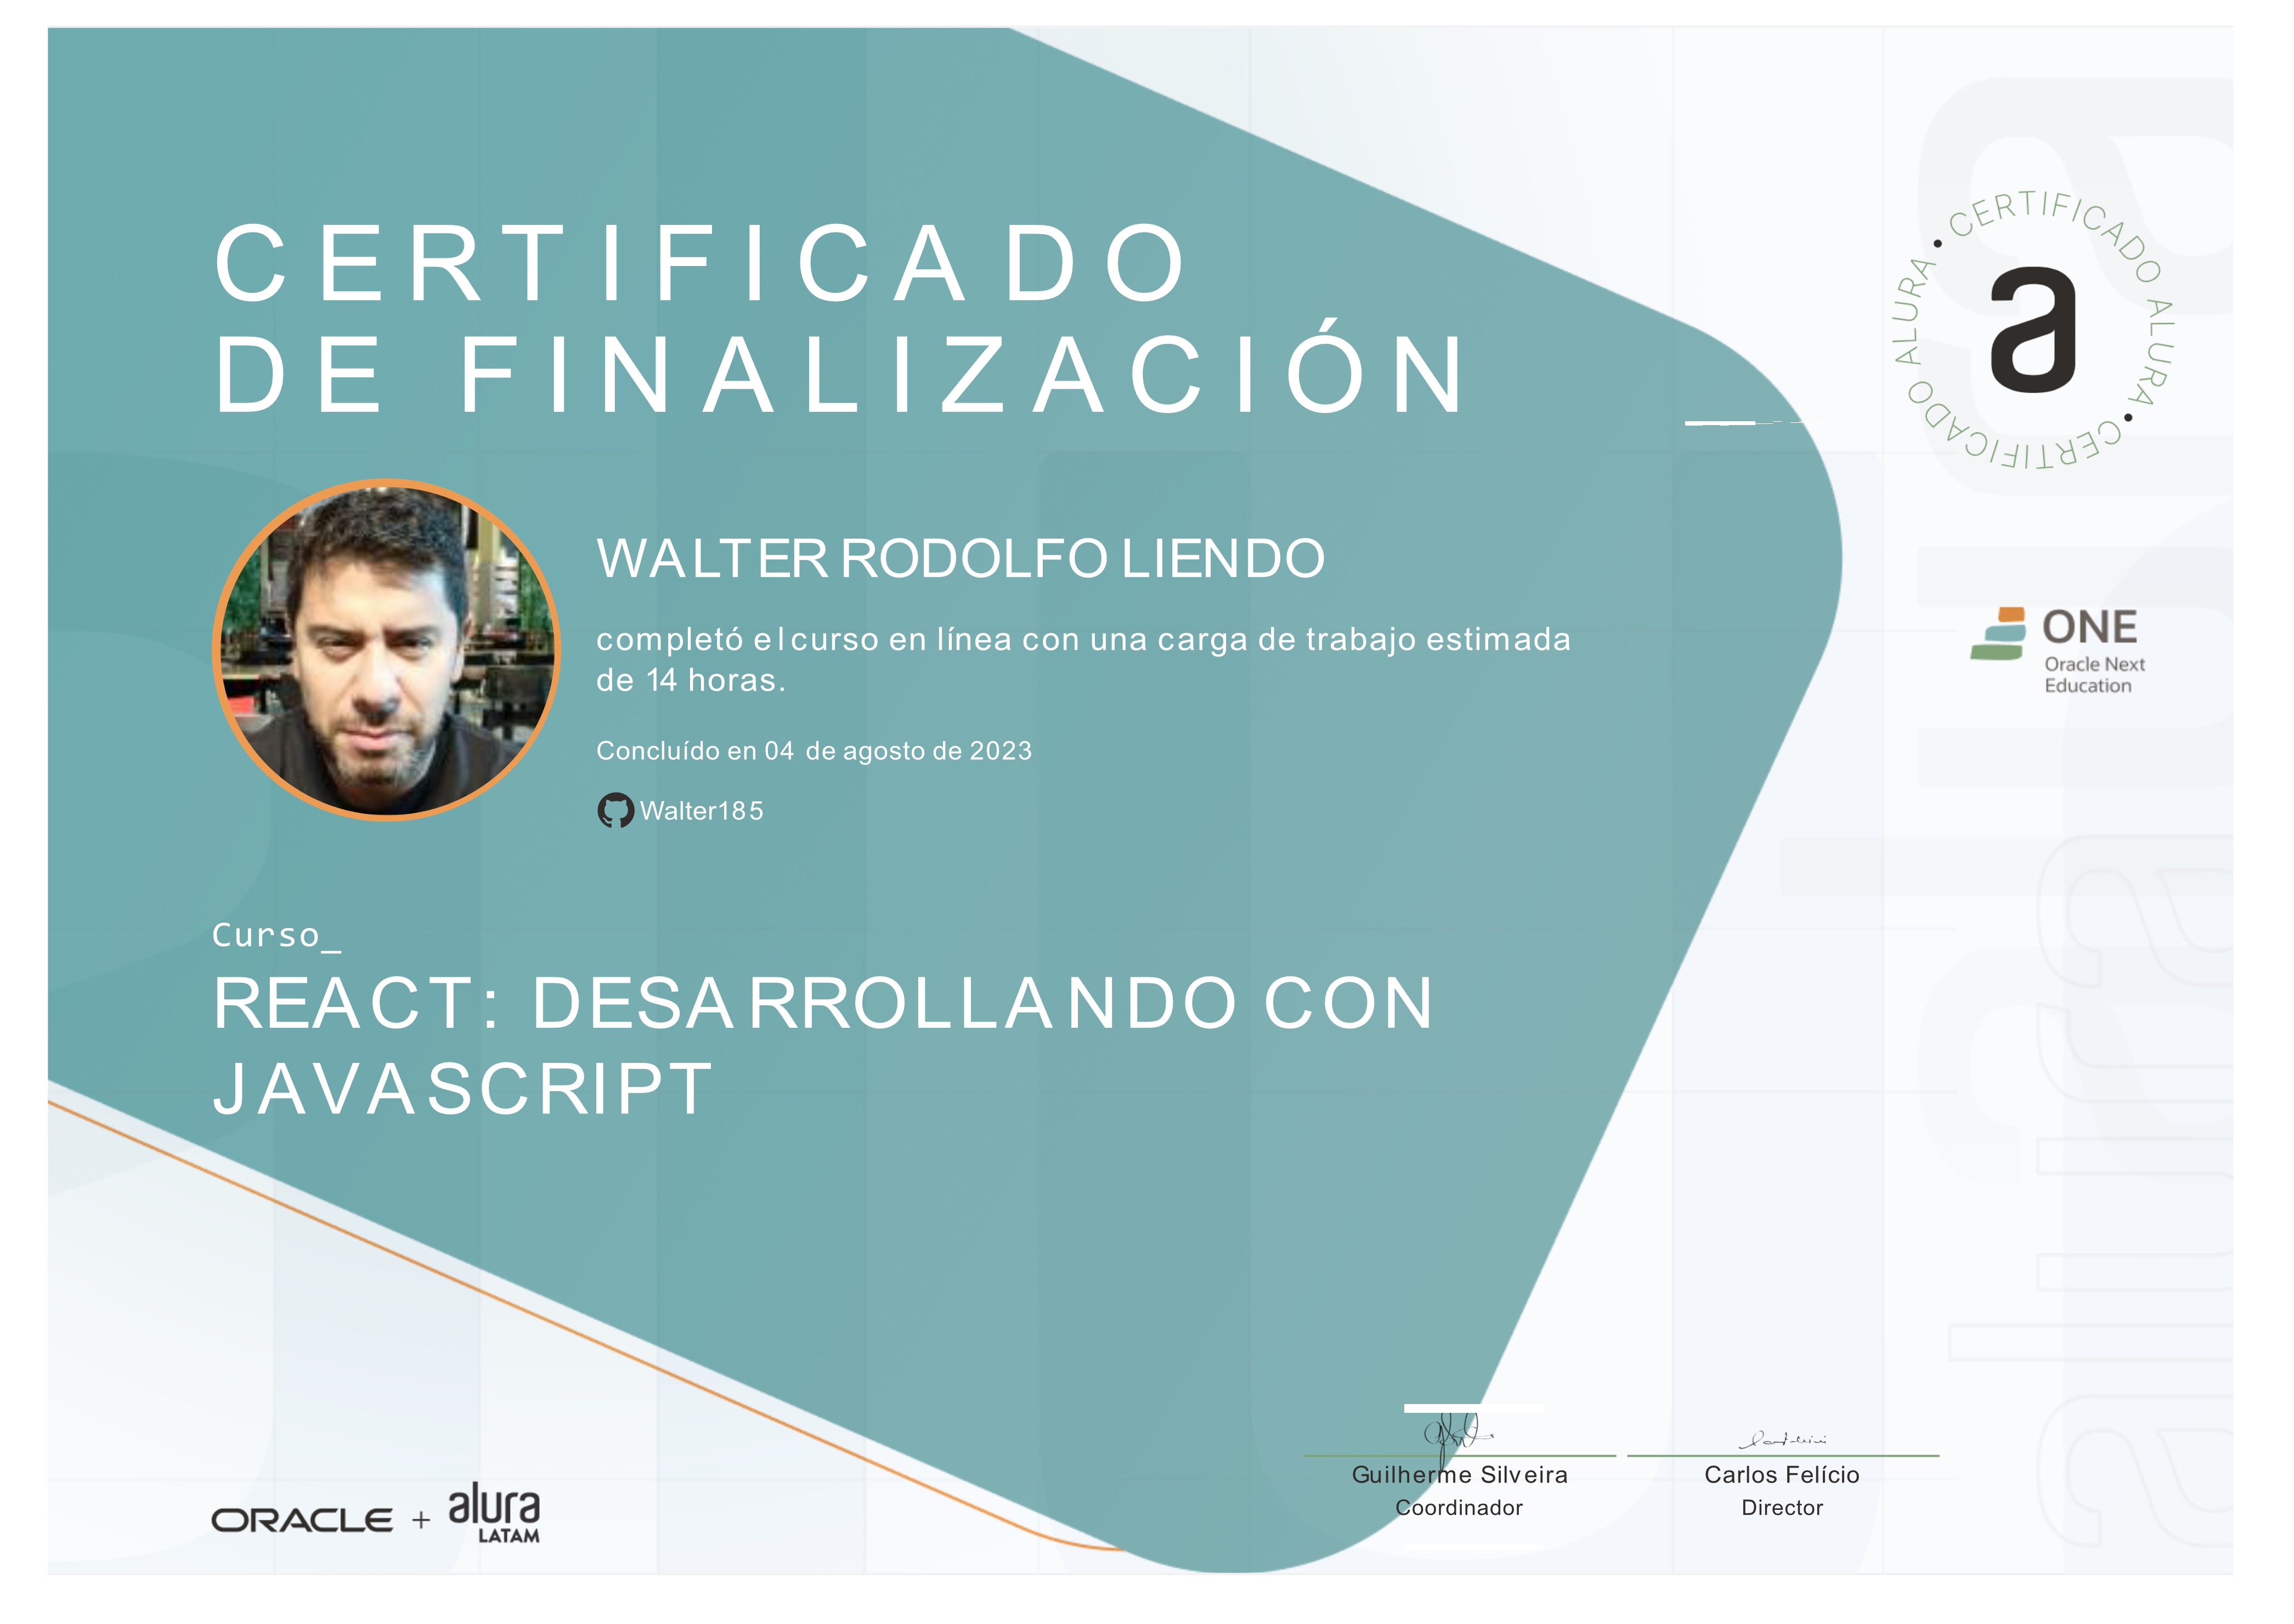 CERTIFICADO
DE FINALIZACIÓN
CERTIFICADO ALURA • CERTIFICADO ALURA •
a
WALTER RODOLFO LIENDO
completó el curso en línea con una carga de trabajo estimada
de 14 horas.
Concluído en 04 de agosto de 2023
Walter185
ONE
Oracle Next
Education
Curso_
REACT: DESARROLLANDO CON
JAVASCRIPT
alura
Guilherme Silveira
Coordinador
Carlos Felício
Director
ORACLE + alura
LATAM